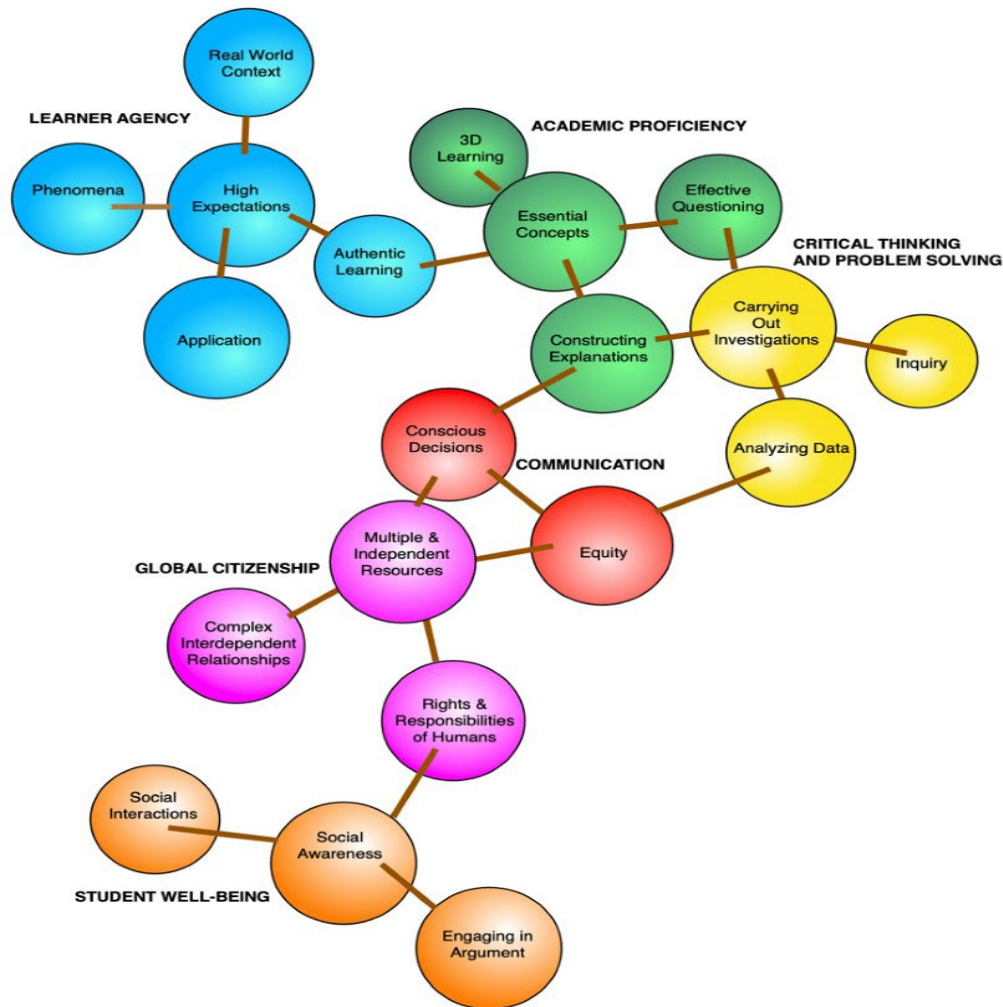 Real World
Context
LEARNER AGENCY
Phenomena
High
Expectations
Authentic
Learning
Application
3D
Learning
ACADEMIC PROFICIENCY
Essential
Concepts
Effective
Questioning
Constructing
Explanations
CRITICAL THINKING
AND PROBLEM SOLVING
Carrying
Out
Investigations
Inquiry
Analyzing Data
Conscious
Decisions
COMMUNICATION
Equity
Multiple &
Independent
Resources
GLOBAL CITIZENSHIP
Complex
Interdependent
Relationships
Rights &
Responsibilities
of Humans
Social
Interactions
Social
Awareness
STUDENT WELL-BEING
Engaging in
Argument